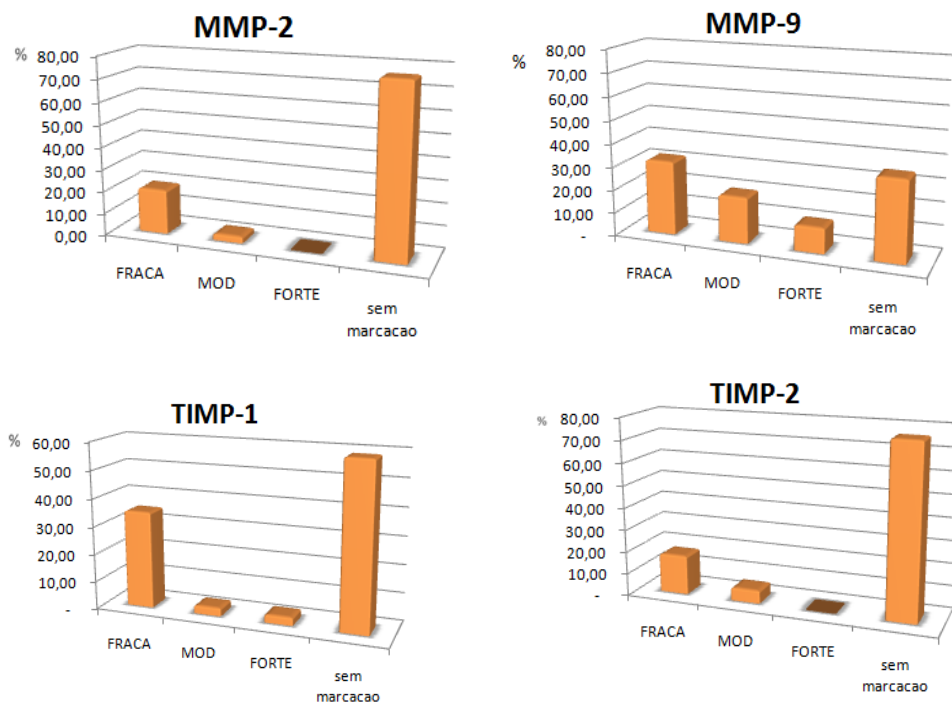 MMP-2
%
80,00
70,00
60,00
50,00
40,00
30,00
20,00
10,00
0,00
FRACA
MOD
FORTE
sem
marcacao
MMP-9
%
80,00
70,00
60,00
50,00
40,00
30,00
20,00
10,00
-
FRACA
MOD
FORTE
sem
marcacao
TIMP-1
%
60,00
50,00
40,00
30,00
20,00
10,00
-
FRACA
MOD
FORTE
sem
marcacao
TIMP-2
%
80,00
70,00
60,00
50,00
40,00
30,00
20,00
10,00
-
FRACA
MOD
FORTE
sem
marcacao